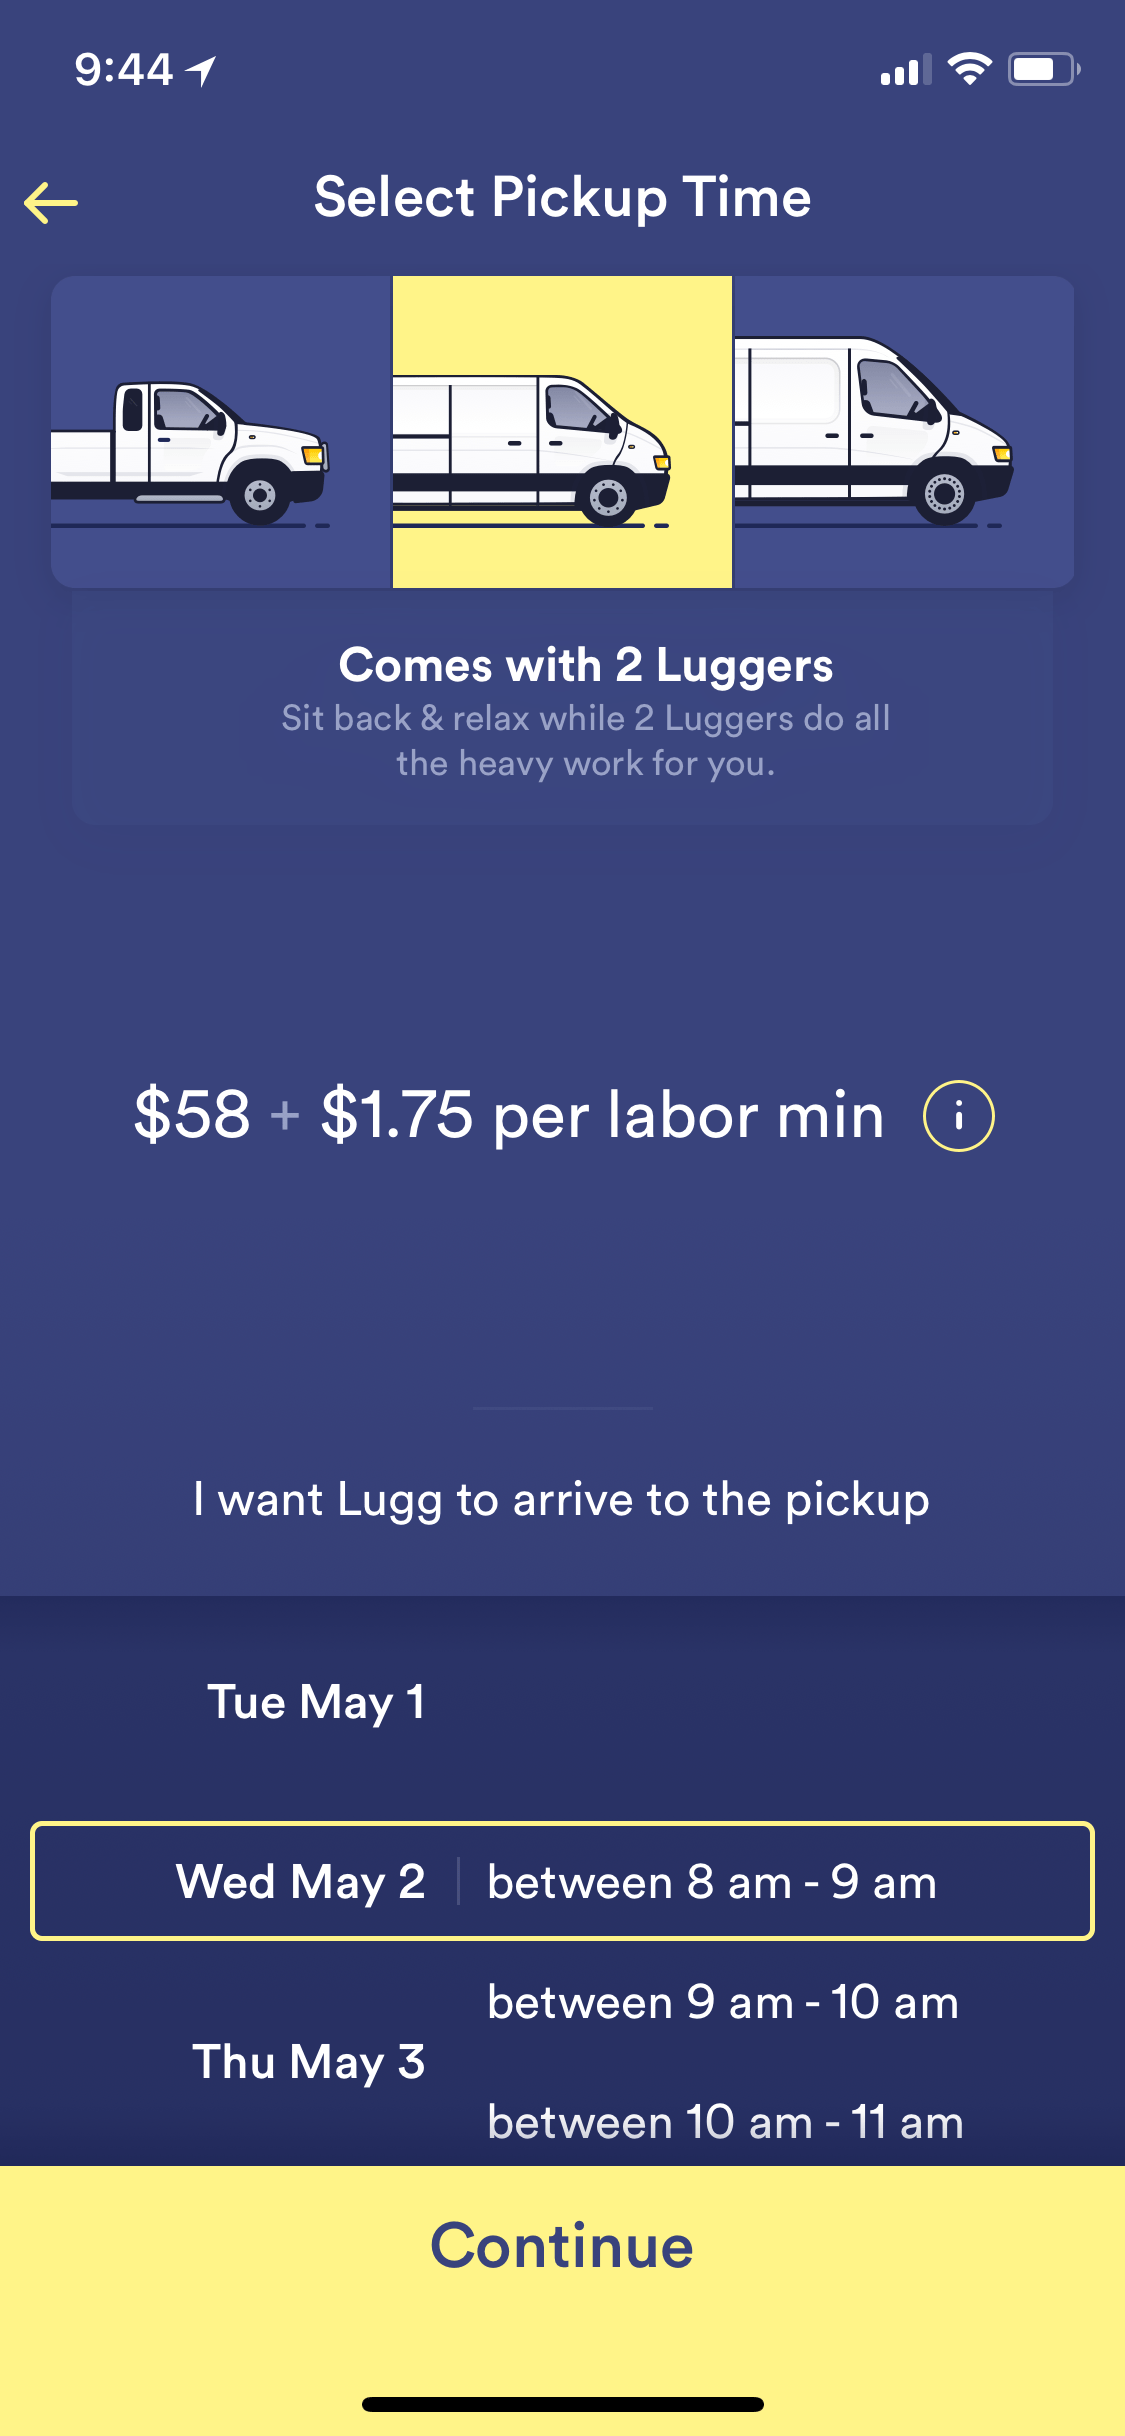 9:44
Select Pickup Time
Comes with 2 Luggers
Sit back & relax while 2 Luggers do all
the heavy work for you.
$58 + $1.75 per labor min i
I want Lugg to arrive to the pickup
Tue May 1
Wed May 2 between 8 am - 9 am
between 9 am - 10 am
Thu May 3
between 10 am - 11 am
Continue